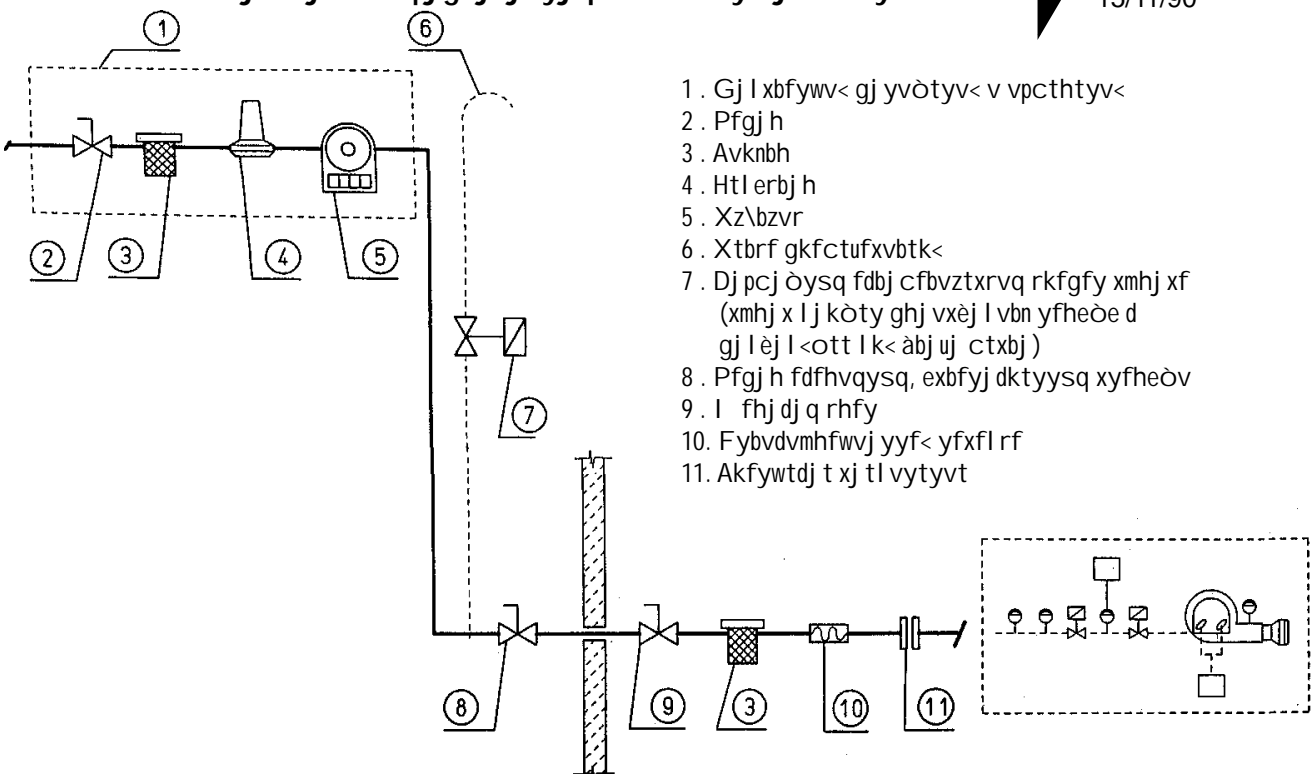 15/11/96
1 . Gj l xbfywv< gj yvòtyv< v vpcthtyv<
2 . Pfgj h
3 . Avknbh
4 . Htl erbj h
5 . Xz\bzvr
6 . Xtbrf gkfctufxvbtk<
7 . Dj pcj òysq fdbj cfbvztxrvq rkfgfy xmhj xf
(xmhj x l j kòty ghj vxèj l vbn yfheòe d
gj l èj l <ott l k< àbj uj ctxbj )
8 . Pfgj h fdfhvqysq, exbfyj dktyysq xyfheòv
9 . l fhj dj q rhfy
10. Fybvdvmhfwvj yyf< yfxfl rf
11. Akfywtdj t xj tl vytyvt
1
6
2
3
4
5
7
8
9
3
10
11